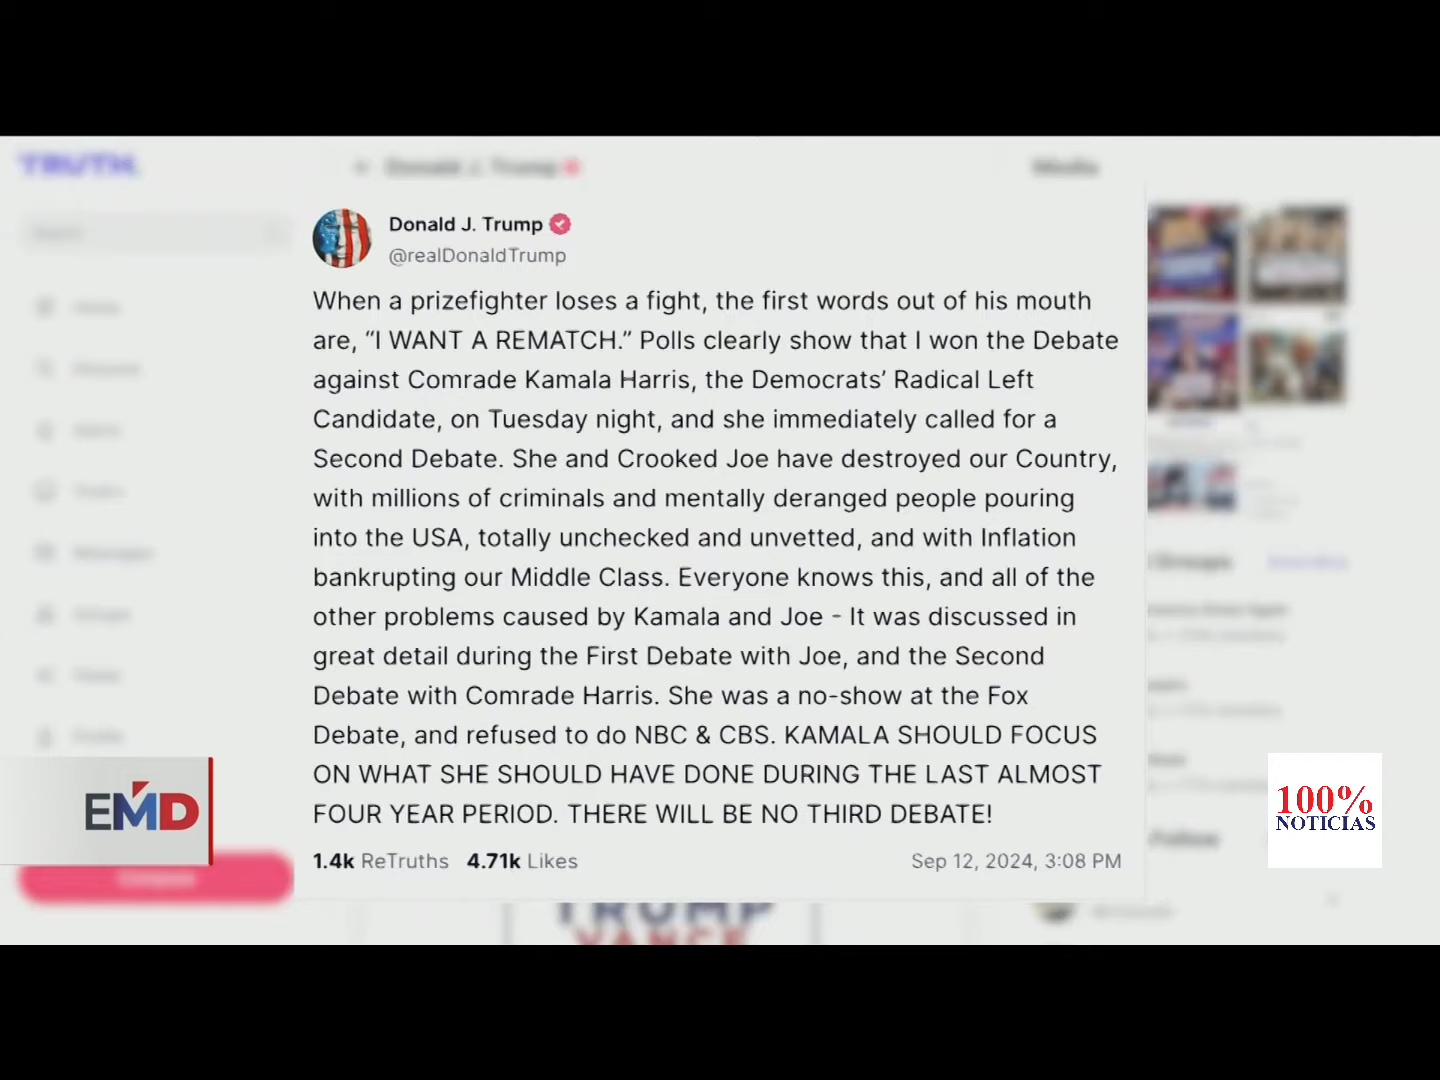 TRUTH.
Donald J. Trump
Media
Donald J. Trump
@realDonaldTrump
When a prizefighter loses a fight, the first words out of his mouth
are, “I WANT A REMATCH.” Polls clearly show that I won the Debate
against Comrade Kamala Harris, the Democrats’ Radical Left
Candidate, on Tuesday night, and she immediately called for a
Second Debate. She and Crooked Joe have destroyed our Country,
with millions of criminals and mentally deranged people pouring
into the USA, totally unchecked and unvetted, and with Inflation
bankrupting our Middle Class. Everyone knows this, and all of the
other problems caused by Kamala and Joe - It was discussed in
great detail during the First Debate with Joe, and the Second
Debate with Comrade Harris. She was a no-show at the Fox
Debate, and refused to do NBC & CBS. KAMALA SHOULD FOCUS
ON WHAT SHE SHOULD HAVE DONE DURING THE LAST ALMOST
FOUR YEAR PERIOD. THERE WILL BE NO THIRD DEBATE!
1.4k ReTruths 4.71k Likes Sep 12, 2024, 3:08 PM
EMD
100%
NOTICIAS
Groups
TRUMP
VANCE